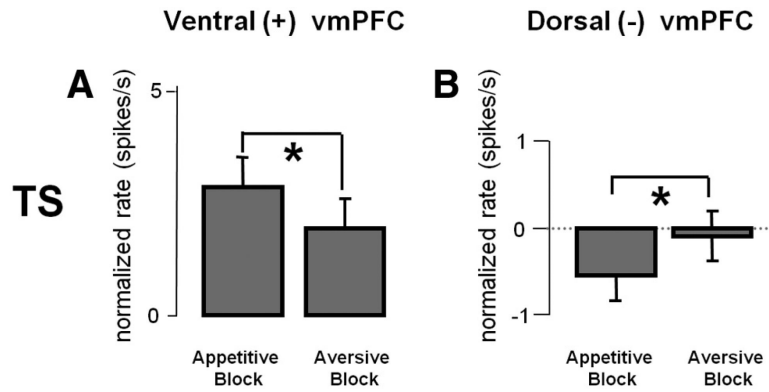 Ventral (+) vmPFC
Dorsal (-) vmPFC
A
B
TS
normalized rate (spikes/s)
5
0
*
Appetitive
Block
Aversive
Block
normalized rate (spikes/s)
1
0
-1
*
Appetitive
Block
Aversive
Block